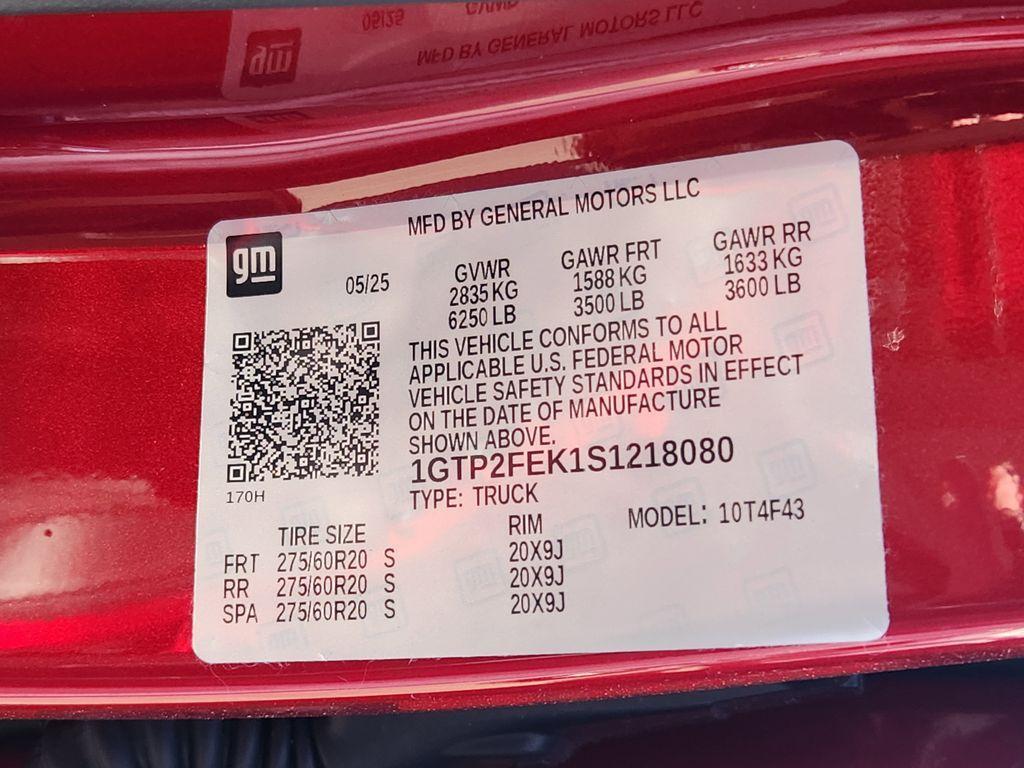 MFD BY GENERAL MOTORS LLC
gm
05/25
GVWR GAWR FRT GAWR RR
2835 KG 1588 KG 1633 KG
6250 LB 3500 LB 3600 LB
THIS VEHICLE CONFORMS TO ALL
APPLICABLE U.S. FEDERAL MOTOR
VEHICLE SAFETY STANDARDS IN EFFECT
ON THE DATE OF MANUFACTURE
SHOWN ABOVE.
1GTP2FEK1S1218080
170H
TYPE: TRUCK
MODEL: 10T4F43
TIRE SIZE RIM
FRT 275/60R20 S 20X9J
RR 275/60R20 S 20X9J
SPA 275/60R20 S 20X9J